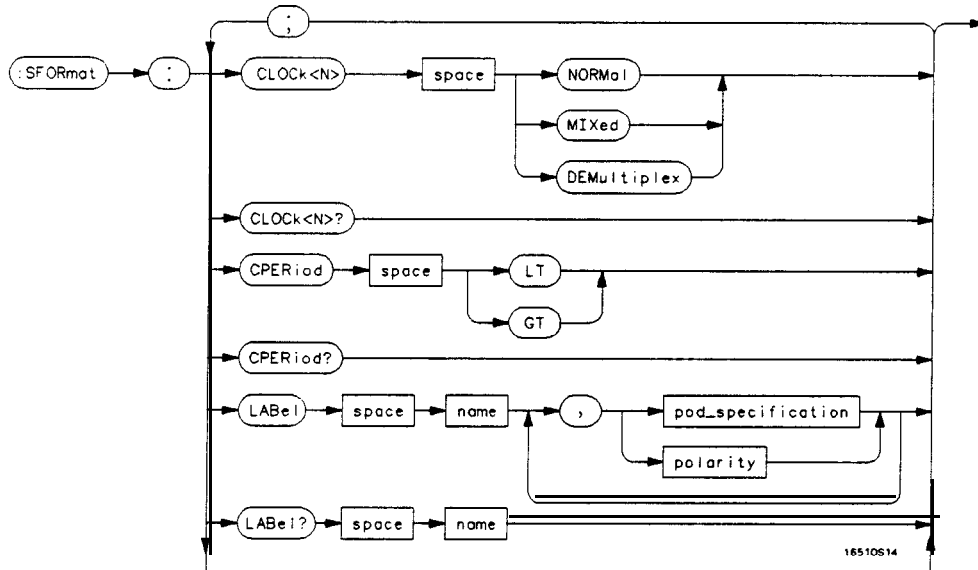 ;
:SFORmat : CLOCk<N> space NORMal
MIXed
DEMultiplex
CLOCk<N>?
CPERiod space LT
GT
CPERiod?
LABel space name , pod_specification
polarity
LABel? space name
16510S14